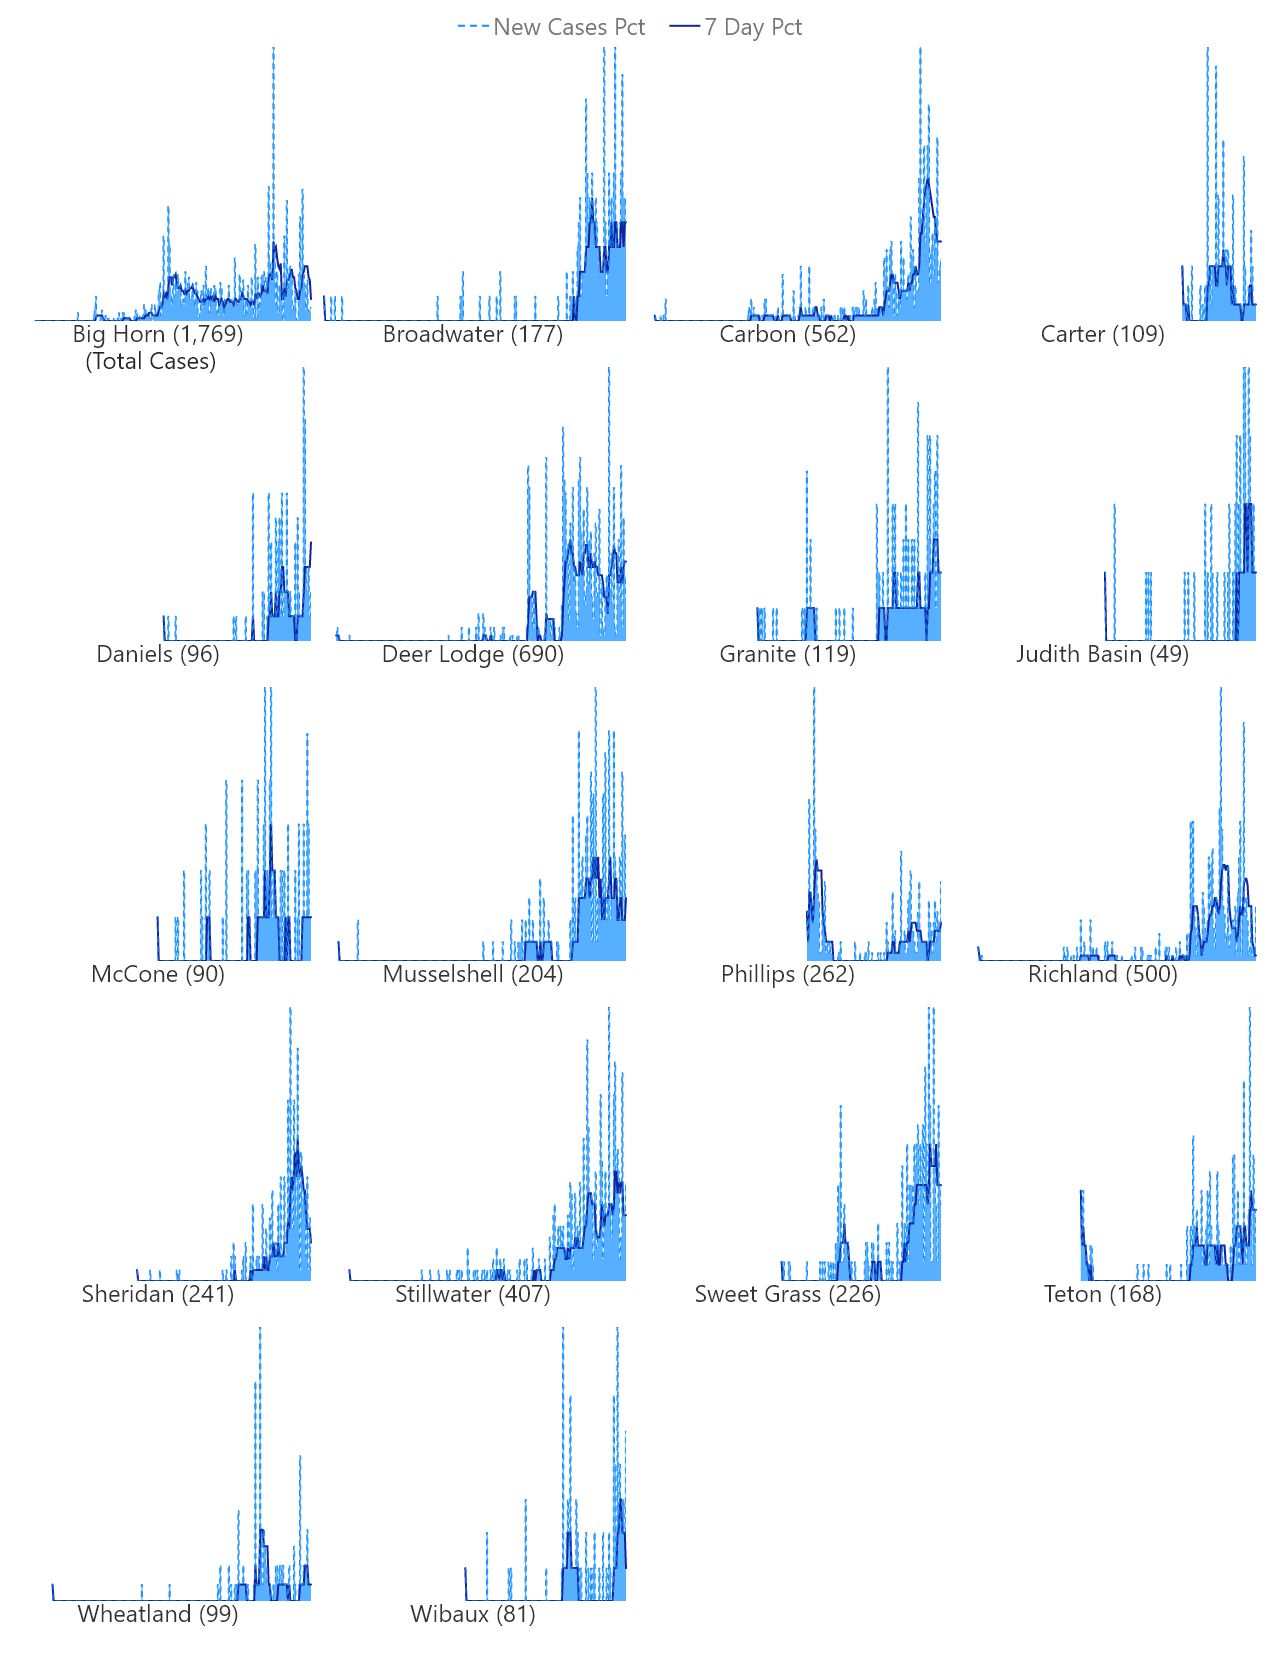 New Cases Pct 7 Day Pct
Big Horn (1,769) Broadwater (177) Carbon (562) Carter (109)
(Total Cases)
Daniels (96) Deer Lodge (690) Granite (119) Judith Basin (49)
McCone (90) Musselshell (204) Phillips (262) Richland (500)
Sheridan (241) Stillwater (407) Sweet Grass (226) Teton (168)
Wheatland (99) Wibaux (81)